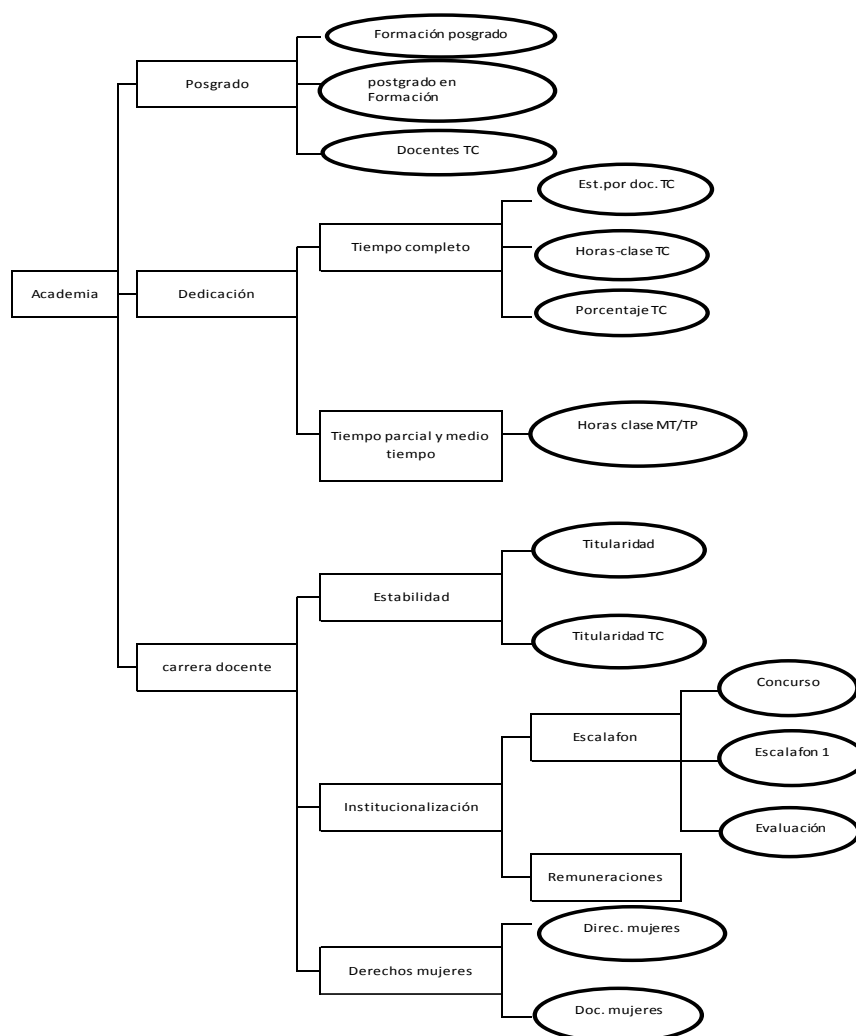 Formación posgrado
Posgrado
postgrado en
Formación
Docentes TC
Est.por doc. TC
Tiempo completo
Horas-clase TC
Academia
Dedicación
Porcentaje TC
Tiempo parcial y medio
tiempo
Horas clase MT/TP
Titularidad
Estabilidad
Titularidad TC
carrera docente
Concurso
Escalafon
Escalafon 1
Institucionalización
Evaluación
Remuneraciones
Direc. mujeres
Derechos mujeres
Doc. mujeres